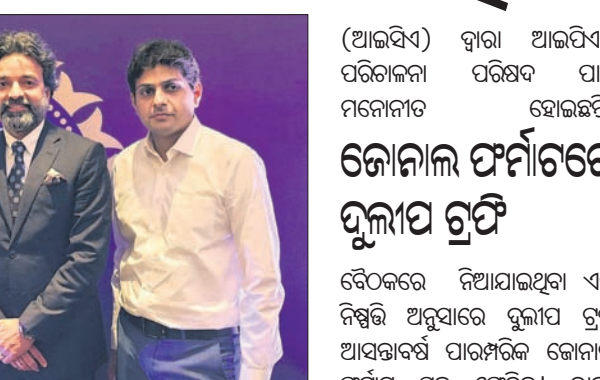 (ଆଇସିଏ) ଦ୍ୱାରା ଆଇପିଏ
ପରିଚାଳନା ପରିଷଦ ପା
ମନୋନୀତ ହୋଇଛନ୍ତି
ଜୋନାଲ ଫର୍ମାଟରେ
ଦୁଲୀପ ଟ୍ରଫି
ବୈଠକରେ ନିଆଯାଇଥିବା ଏ
ନିଷ୍ପତ୍ତି ଅନୁସାରେ ଦୁଲୀପ ଟ୍ର
ଆସନ୍ତାବର୍ଷ ପାରମ୍ପରିକ ଜୋନା